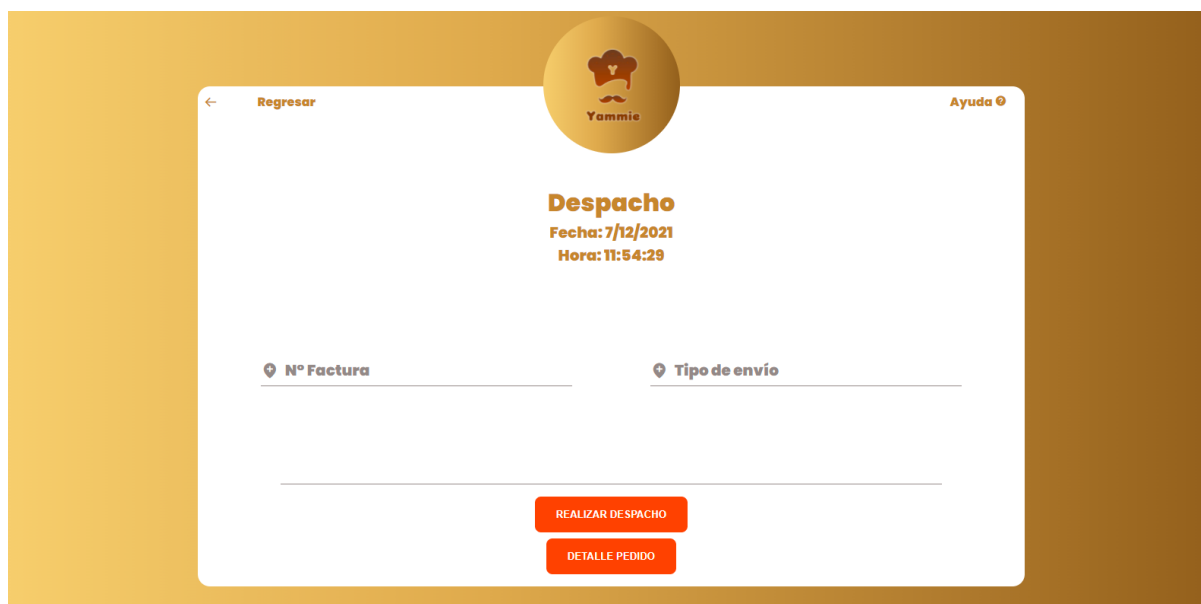 Y
Yammie
Regresar
Ayuda
Despacho
Fecha: 7/12/2021
Hora: 11:54:29
N° Factura
Tipo de envío
REALIZAR DESPACHO
DETALLE PEDIDO